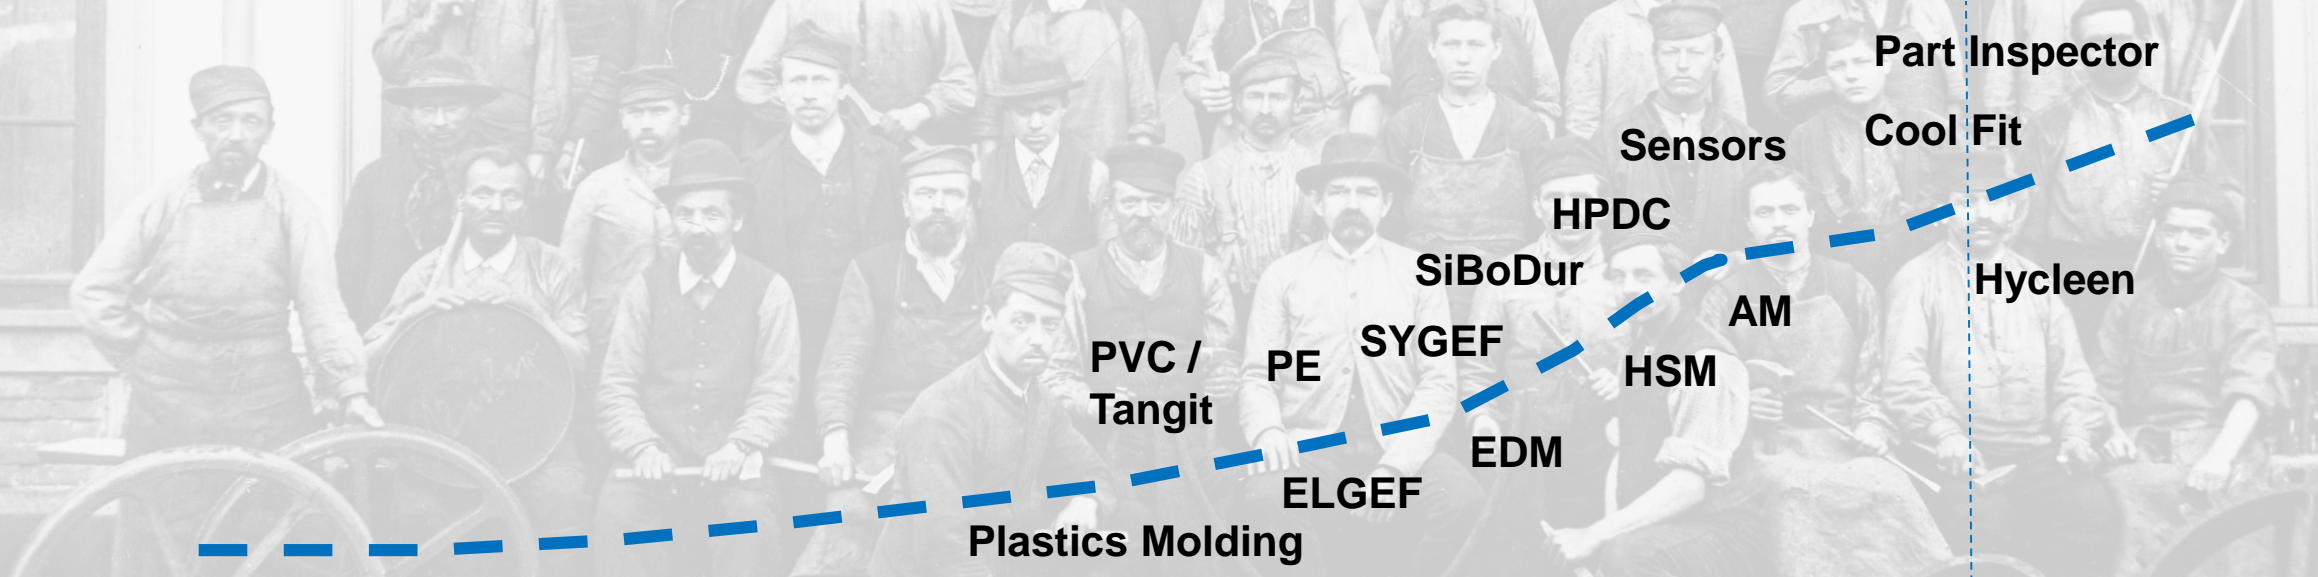 Part Inspector
Cool Fit
Sensors
HPDC
SiBoDur
Hycleen
AM
SYGEF
PVC /
Tangit
PE
HSM
EDM
ELGEF
Plastics Molding